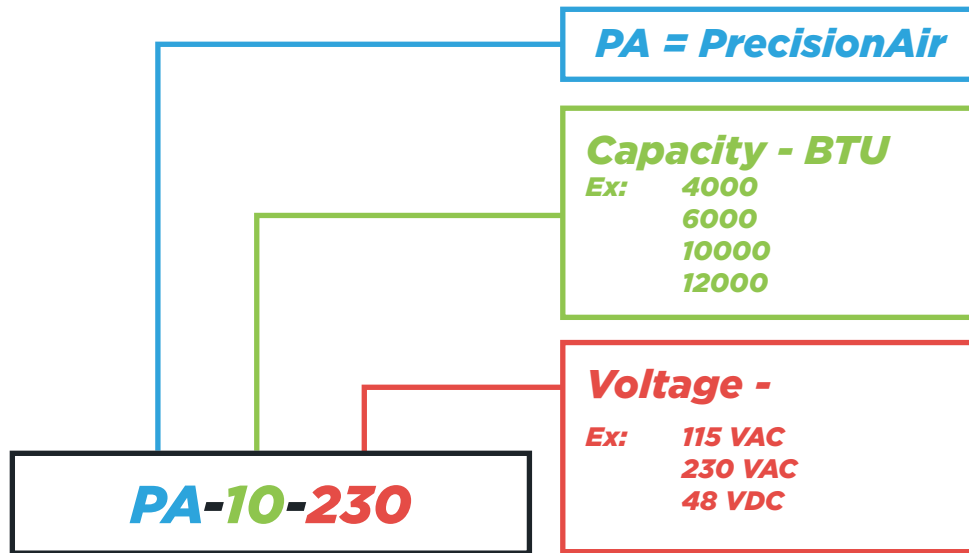 PA = PrecisionAir
Capacity - BTU
Ex: 4000
6000
10000
12000
Voltage -
Ex: 115 VAC
230 VAC
48 VDC
PA-10-230